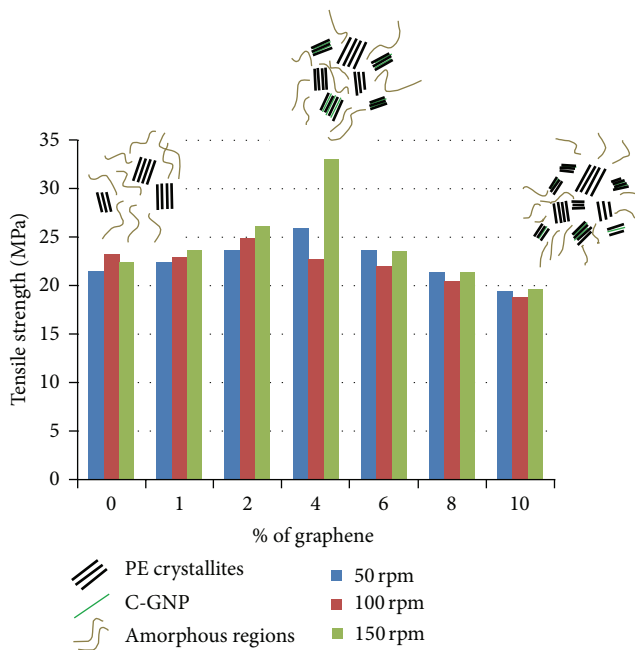 35
30
25
20
15
10
5
0
Tensile strength (MPa)
0 1 2 4 6 8 10
% of graphene
PE crystallites
C-GNP
Amorphous regions
50 rpm
100 rpm
150 rpm